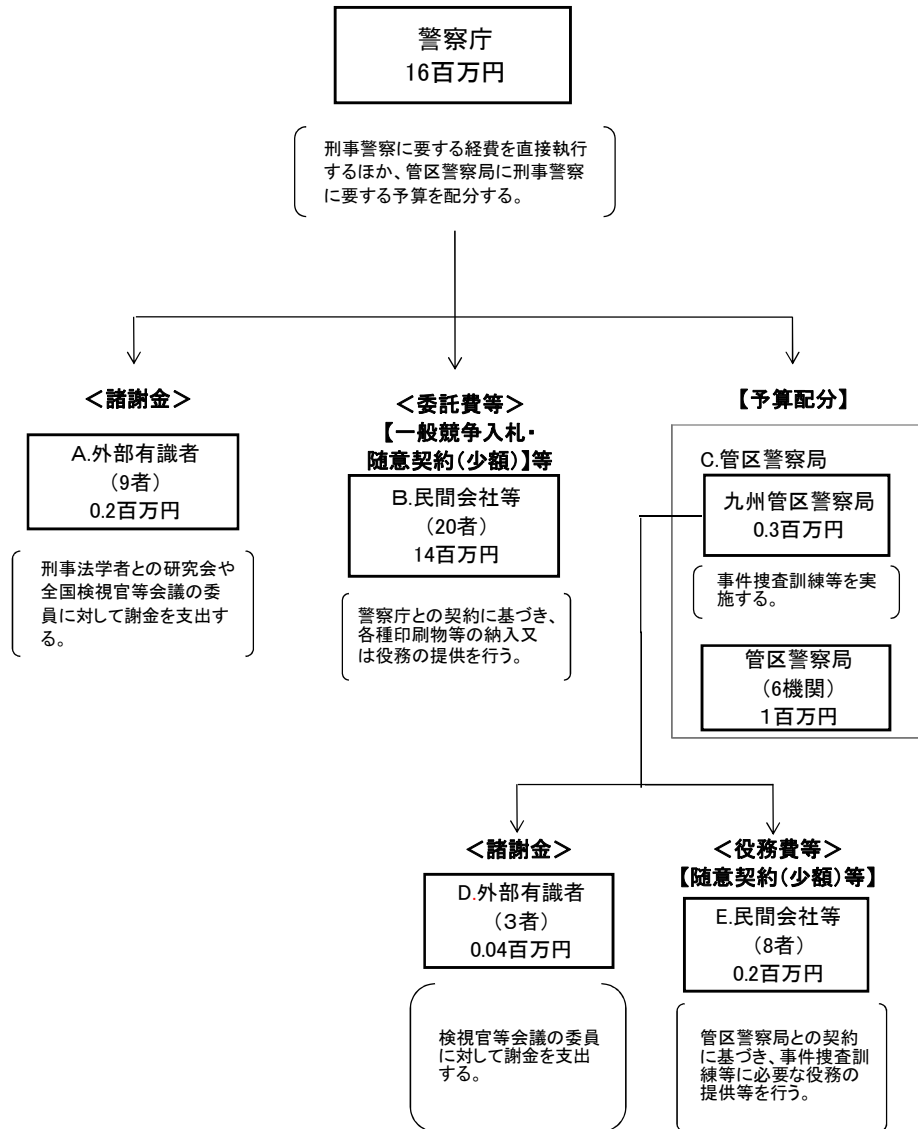 警察庁
16百万円
刑事警察に要する経費を直接執行
するほか、管区警察局に刑事警察
に要する予算を配分する。
＜諸謝金＞
A.外部有識者
(9者)
0.2百万円
刑事法学者との研究会や
全国検視官等会議の委
員に対して謝金を支出す
る。
＜委託費等＞
【一般競争入札・
随意契約(少額)】等
B.民間会社等
(20者)
14百万円
警察庁との契約に基づき、
各種印刷物等の納入又
は役務の提供を行う。
【予算配分】
C.管区警察局
九州管区警察局
0.3百万円
事件捜査訓練等を実
施する。
管区警察局
(6機関)
1百万円
＜諸謝金＞
D.外部有識者
(3者)
0.04百万円
検視官等会議の委員
に対して謝金を支出
する。
＜役務費等＞
【随意契約(少額)等】
E.民間会社等
(8者)
0.2百万円
管区警察局との契約
に基づき、事件捜査訓
練等に必要な役務の
提供等を行う。